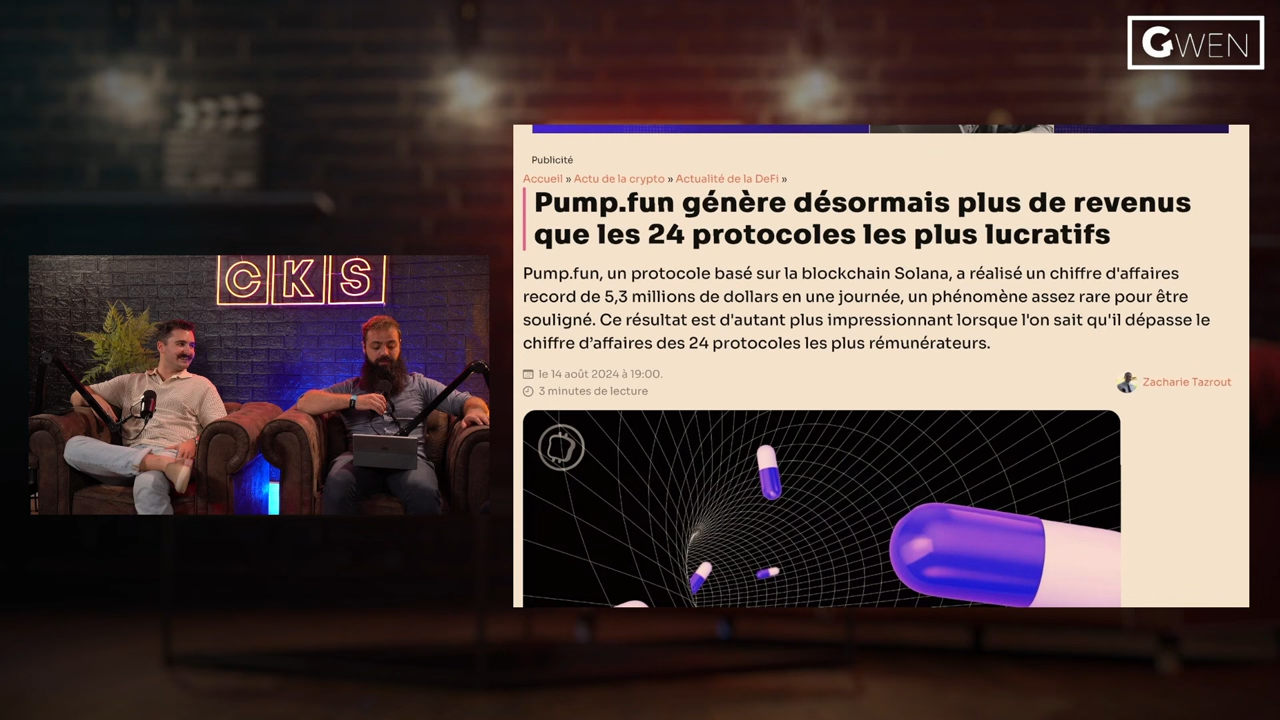 GWEN
CKS
Publicité
Accueil » Actu de la crypto » Actualité de la DeFi »
Pump.fun génère désormais plus de revenus
que les 24 protocoles les plus lucratifs
Pump.fun, un protocole basé sur la blockchain Solana, a réalisé un chiffre d'affaires
record de 5,3 millions de dollars en une journée, un phénomène assez rare pour être
souligné. Ce résultat est d'autant plus impressionnant lorsque l'on sait qu'il dépasse le
chiffre d’affaires des 24 protocoles les plus rémunérateurs.
le 14 août 2024 à 19:00.
3 minutes de lecture
Zacharie Tazrout